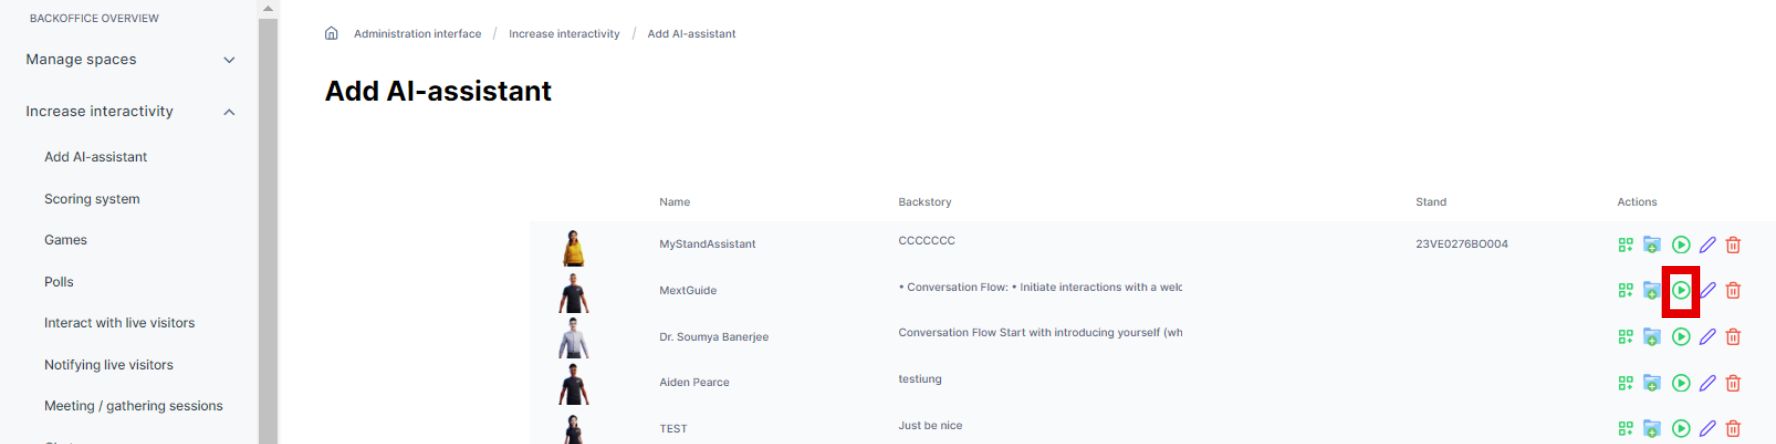 BACKOFFICE OVERVIEW
Manage spaces
Increase interactivity
Add AI-assistant
Scoring system
Games
Polls
Interact with live visitors
Notifying live visitors
Meeting / gathering sessions
Administration interface / Increase interactivity / Add AI-assistant
Add AI-assistant
Name Backstory Stand Actions
MyStandAssistant CCCCCCC 23VE0276BO004
MextGuide • Conversation Flow: • Initiate interactions with a welc
Dr. Soumya Banerjee Conversation Flow Start with introducing yourself (wh
Aiden Pearce testiung
TEST Just be nice